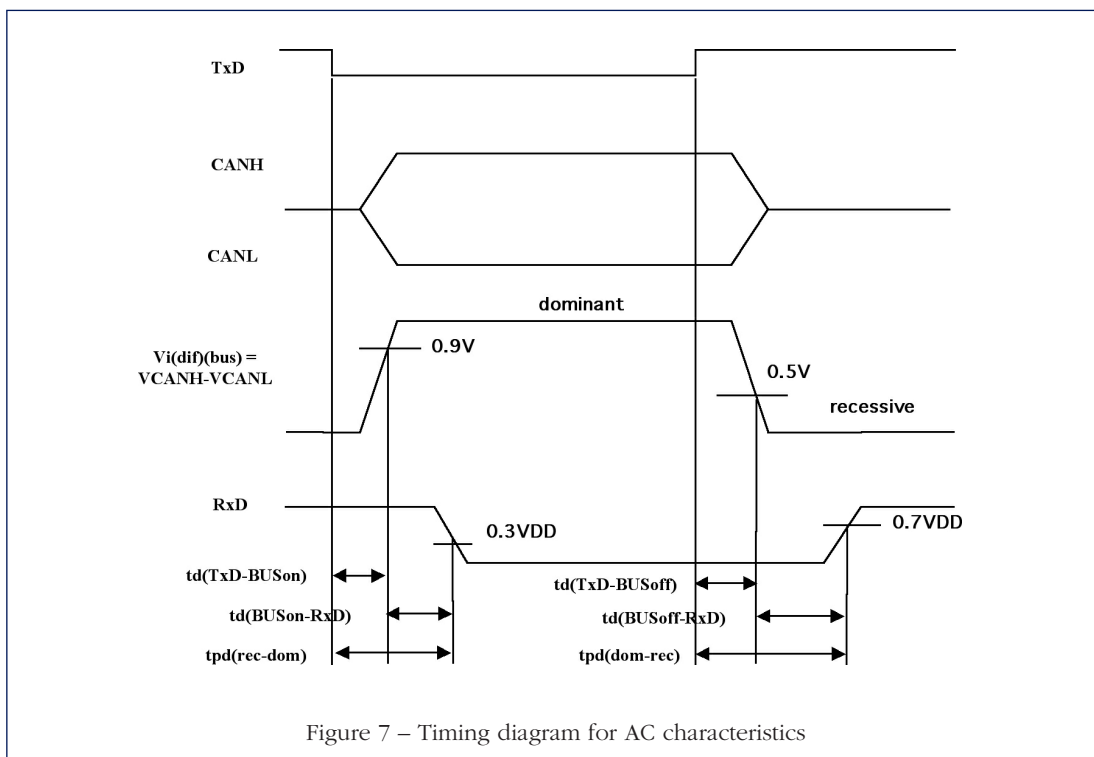 TxD
CANH
CANL
dominant
0.9V
Vi(dif)(bus) =
VCANH-VCANL
0.5V
recessive
RxD
0.3VDD
0.7VDD
td(TxD-BUSon)
td(TxD-BUSoff)
td(BUSon-RxD)
td(BUSoff-RxD)
tpd(rec-dom)
tpd(dom-rec)
Figure 7 – Timing diagram for AC characteristics